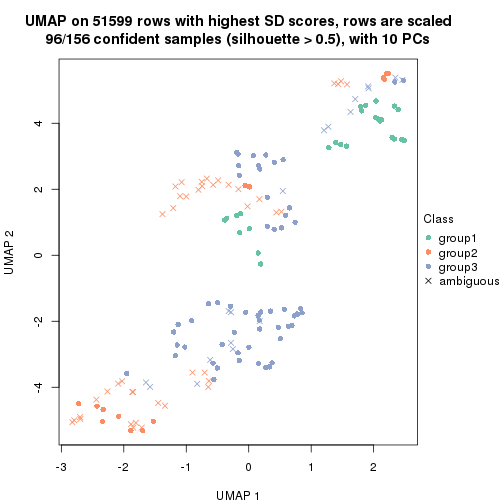 UMAP on 51599 rows with highest SD scores, rows are scaled
96/156 confident samples (silhouette > 0.5), with 10 PCs
4
2
0
-2
-4
UMAP 2
-3
-2
-1
0
1
2
UMAP 1
Class
group1
group2
group3
ambiguous